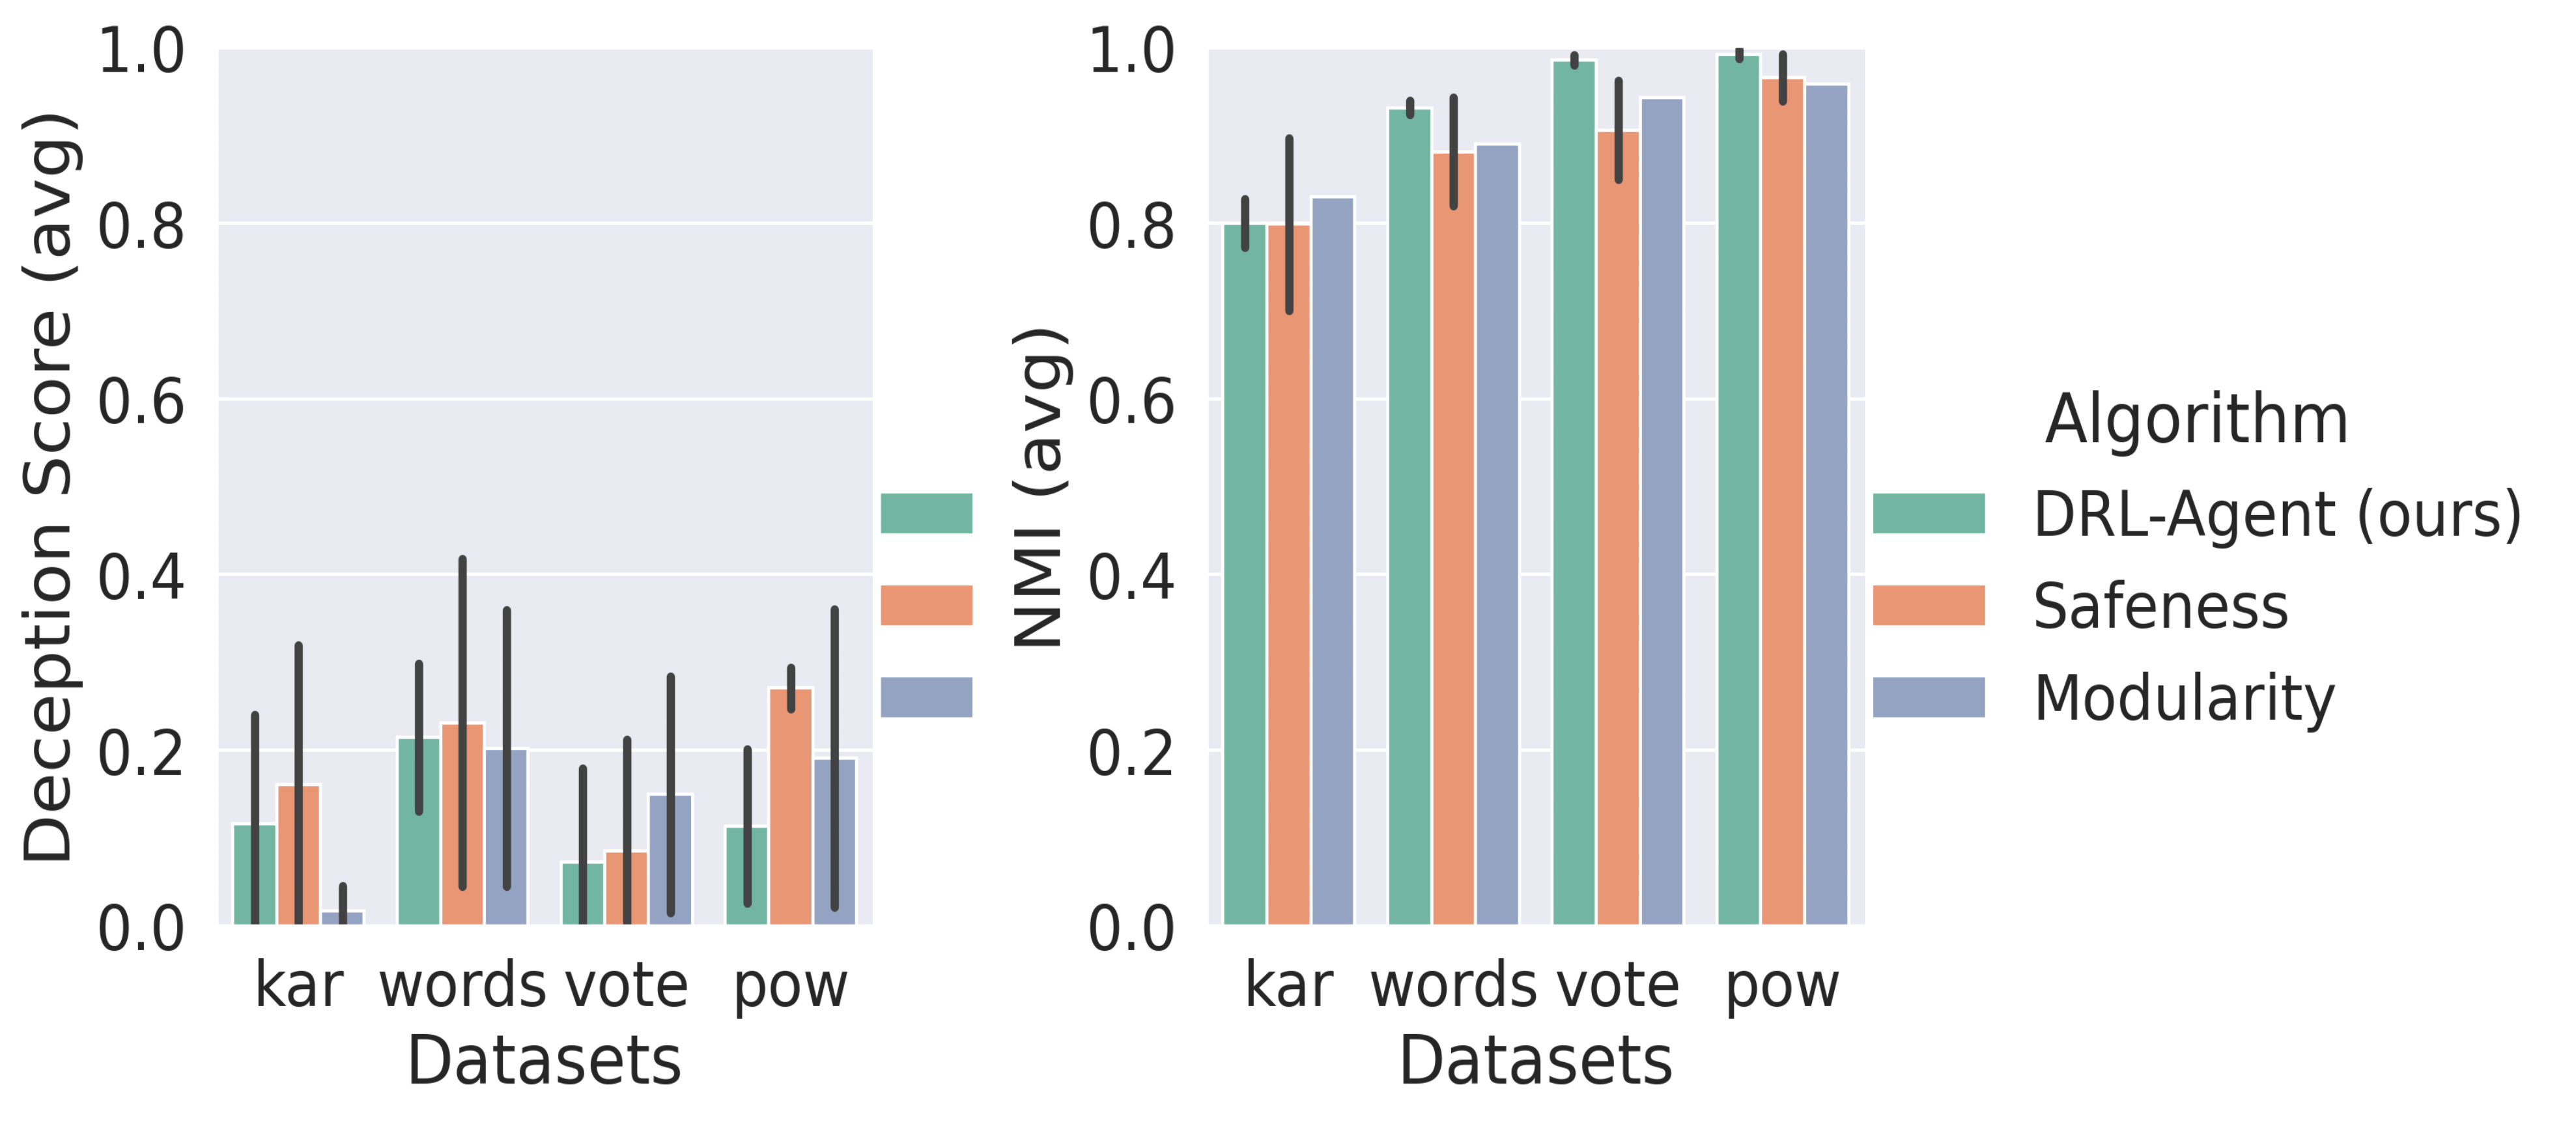 Deception Score (avg)
1.0
0.8
0.6
0.4
0.2
0.0
kar words vote pow
Datasets
NMI (avg)
1.0
0.8
0.6
0.4
0.2
0.0
kar words vote pow
Datasets
Algorithm
DRL-Agent (ours)
Safeness
Modularity